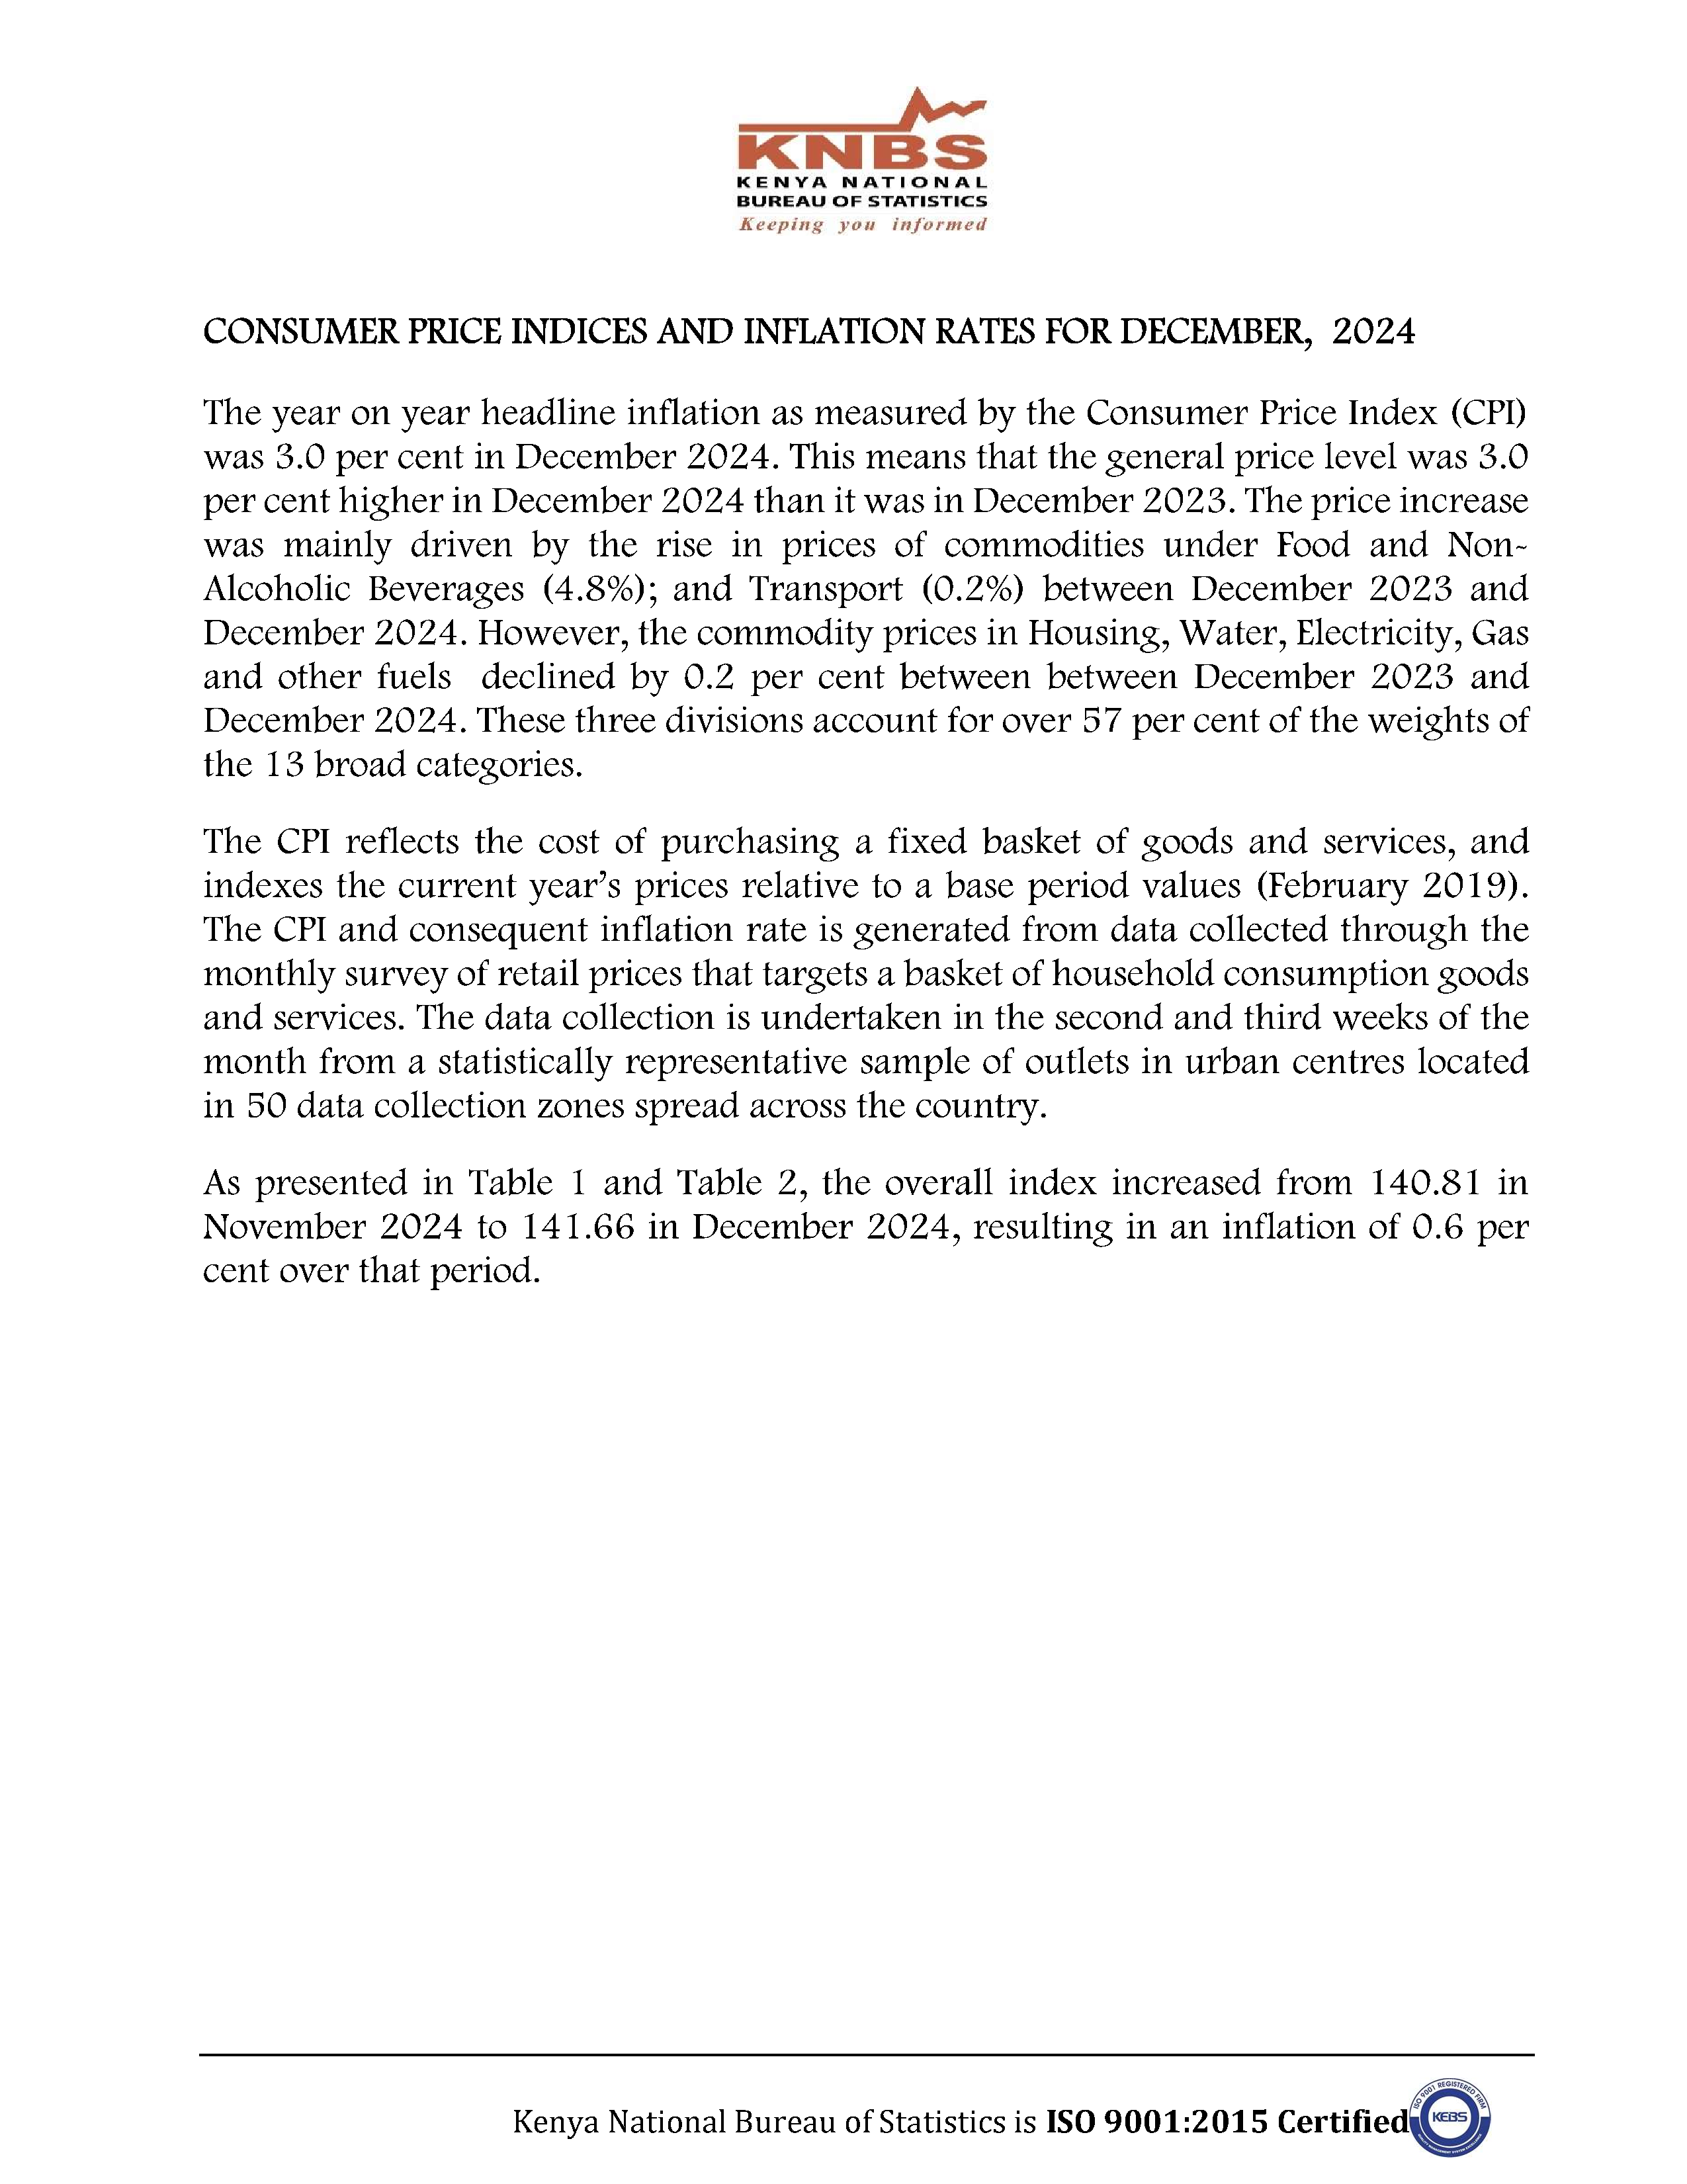 KNBS
KENYA NATIONAL
BUREAU OF STATISTICS
Keeping you informed
CONSUMER PRICE INDICES AND INFLATION RATES FOR DECEMBER, 2024
The year on year headline inflation as measured by the Consumer Price Index (CPI)
was 3.0 per cent in December 2024. This means that the general price level was 3.0
per cent higher in December 2024 than it was in December 2023. The price increase
was mainly driven by the rise in prices of commodities under Food and Non-
Alcoholic Beverages (4.8%); and Transport (0.2%) between December 2023 and
December 2024. However, the commodity prices in Housing, Water, Electricity, Gas
and other fuels declined by 0.2 per cent between between December 2023 and
December 2024. These three divisions account for over 57 per cent of the weights of
the 13 broad categories.
The CPI reflects the cost of purchasing a fixed basket of goods and services, and
indexes the current year’s prices relative to a base period values (February 2019).
The CPI and consequent inflation rate is generated from data collected through the
monthly survey of retail prices that targets a basket of household consumption goods
and services. The data collection is undertaken in the second and third weeks of the
month from a statistically representative sample of outlets in urban centres located
in 50 data collection zones spread across the country.
As presented in Table 1 and Table 2, the overall index increased from 140.81 in
November 2024 to 141.66 in December 2024, resulting in an inflation of 0.6 per
cent over that period.
Kenya National Bureau of Statistics is ISO 9001:2015 Certified
ISO 9001 REGISTERED FIRM
KEBS